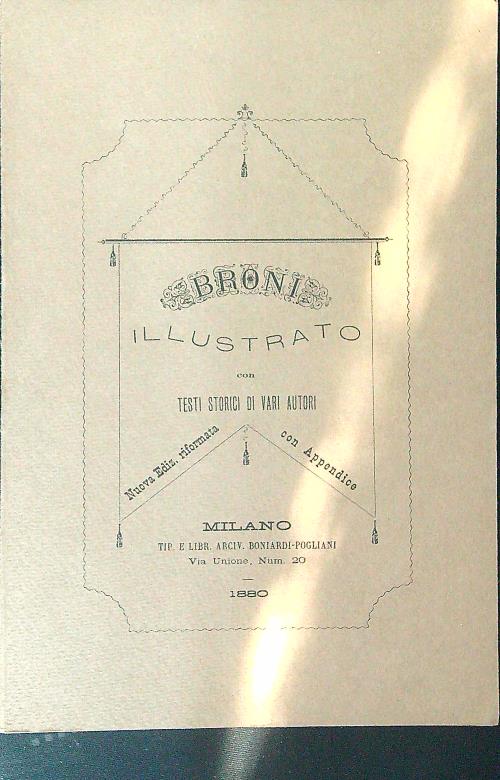 BRONI
ILLUSTRATO
con
TESTI STORICI DI VARI AUTORI
Nuova Ediz. riformata
con Appendice
MILANO
TIP. E LIBR. ARCIV. BONIARDI-POGLIANI
Via Unione, Num. 20
1880